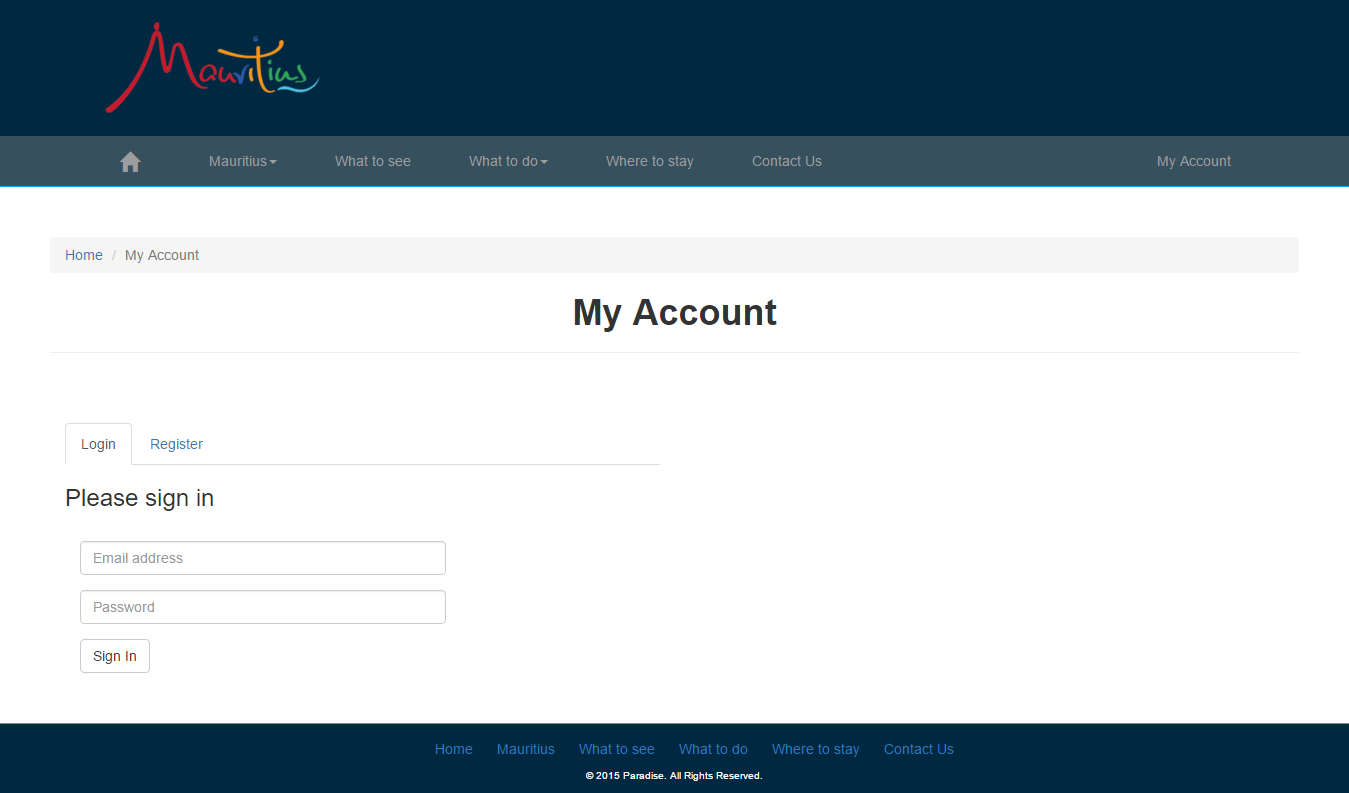 Mauritius
Mauritius What to see What to do Where to stay Contact Us My Account
Home / My Account
My Account
Login Register
Please sign in
Email address
Password
Sign In
Home Mauritius What to see What to do Where to stay Contact Us
© 2015 Paradise. All Rights Reserved.